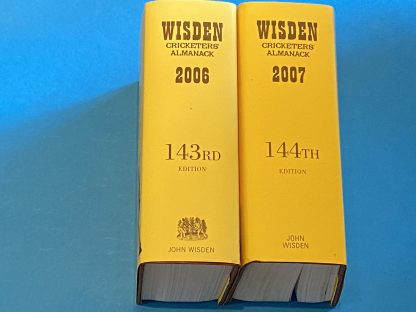 WISDEN
CRICKETERS'
ALMANACK
2006
143RD
EDITION
JOHN WISDEN
WISDEN
CRICKETERS'
ALMANACK
2007
144TH
EDITION
JOHN
WISDEN